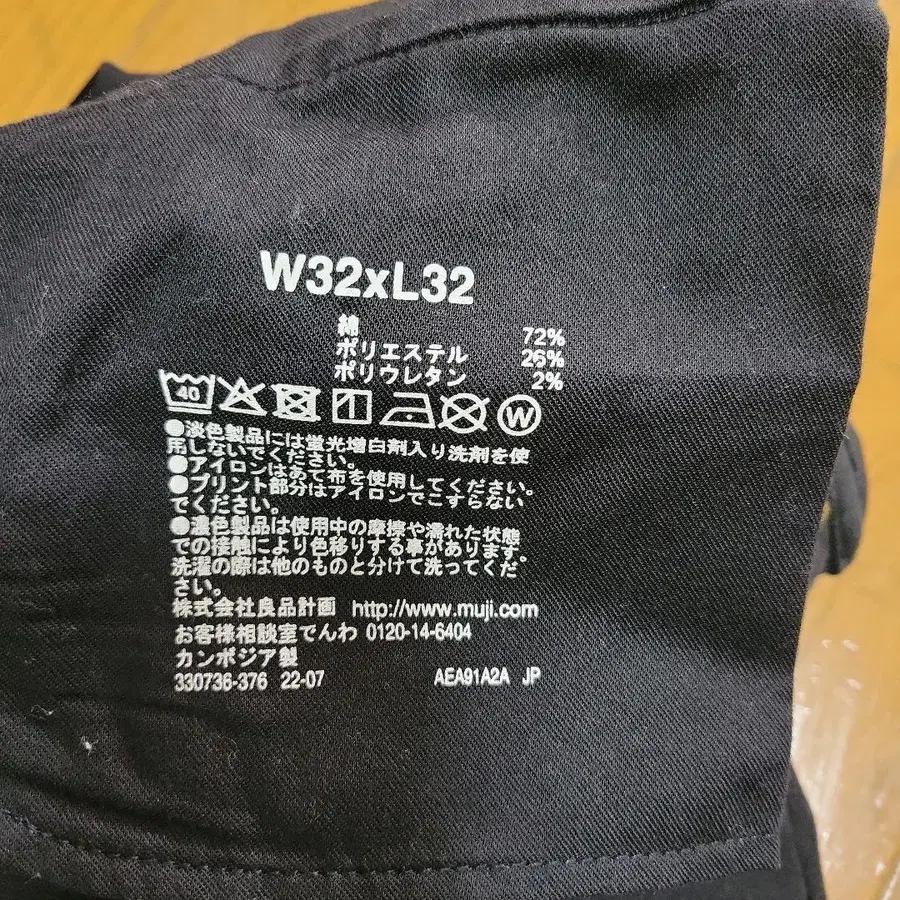 W32xL32
綿 72%
ポリエステル 26%
ポリウレタン 2%
40 W
●淡色製品には蛍光増白剤入り洗剤を使
用しないでください。
●アイロンはあて布を使用してください。
●プリント部分はアイロンでこすらない
でください。
●濃色製品は使用中の摩擦や濡れた状態
での接触により色移りする事があります。
洗濯の際は他のものと分けて洗ってくだ
さい。
株式会社良品計画 http://www.muji.com
お客様相談室でんわ 0120-14-6404
カンボジア製
330736-376 22-07 AEA91A2A JP